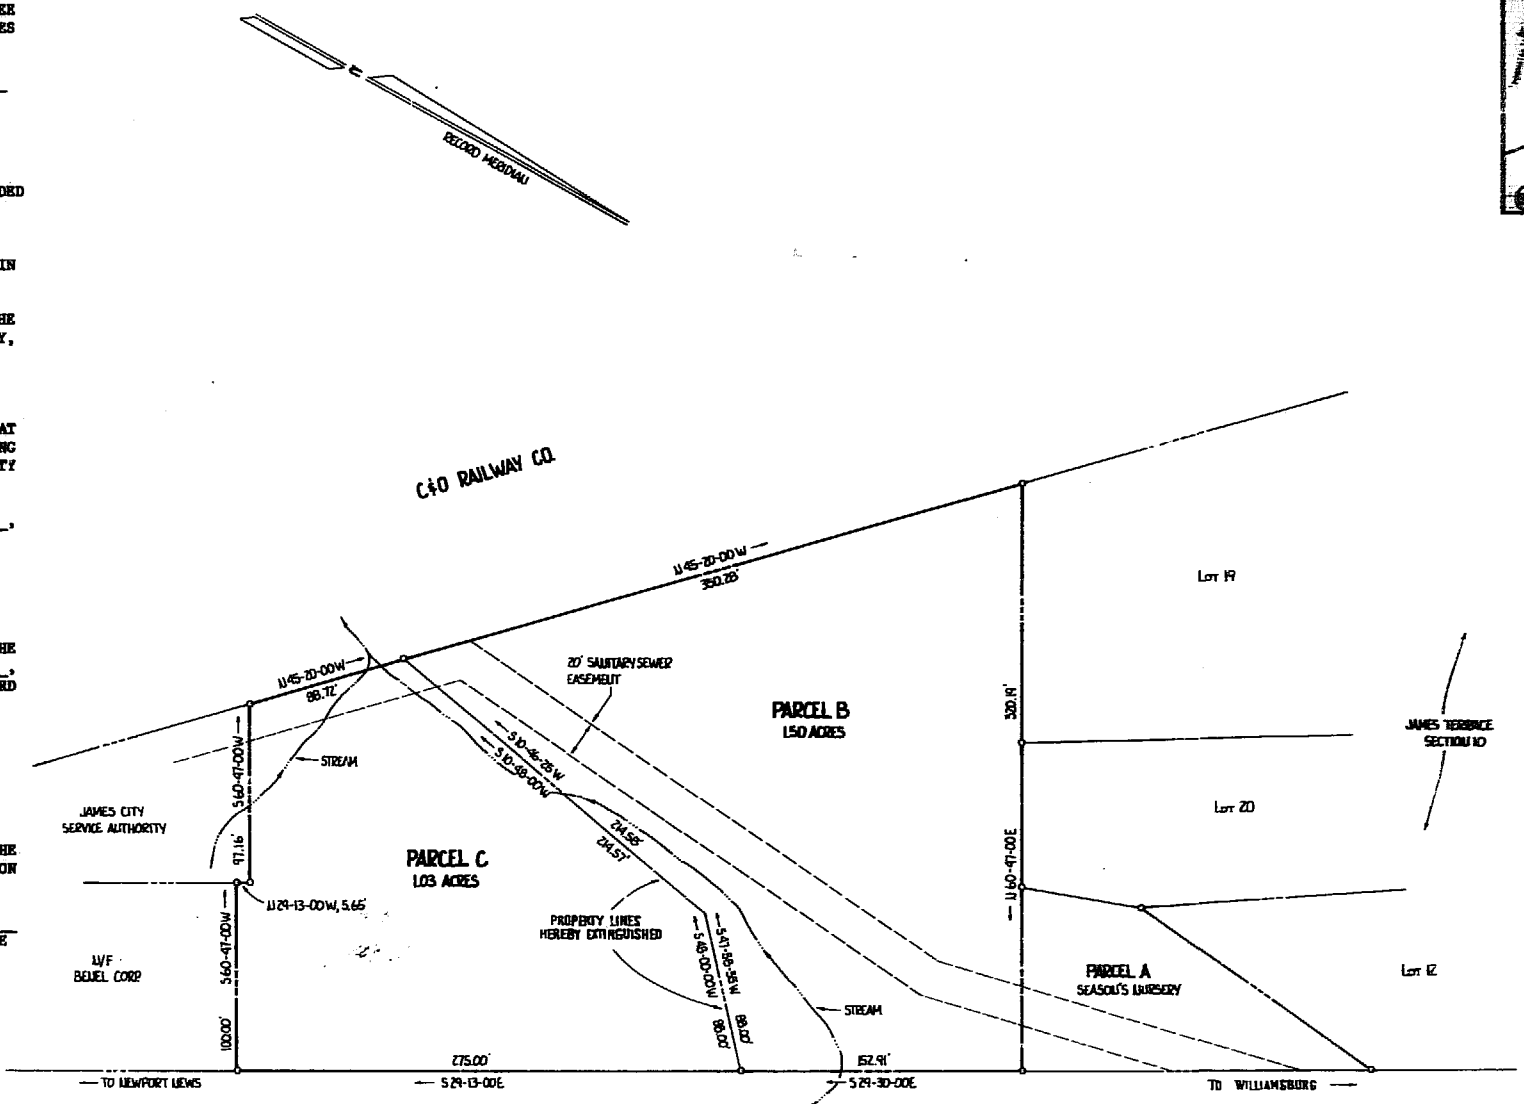 RECORD MERIDIAN
C&O RAILWAY CO.
N45-20-00W
350.28'
N45-20-00W
88.72'
20' SANITARY SEWER
EASEMENT
PARCEL B
1.50 ACRES
320.19'
N60-47-00E
LOT 19
JAMES TERRACE
SECTION 10
LOT 20
LOT 12
S10-46-25W
S10-48-00W
214.58'
214.57'
STREAM
S60-47-00W
97.16'
JAMES CITY
SERVICE AUTHORITY
PARCEL C
1.03 ACRES
N29-13-00W, 5.65'
PROPERTY LINES
HEREBY EXTINGUISHED
S47-58-55W
S48-00-00W
88.00'
88.00'
N/F
BENEL CORP.
S60-47-00W
100.00'
PARCEL A
SEASON'S NURSERY
STREAM
275.00'
152.91'
TO NEWPORT NEWS
S29-13-00E
S29-30-00E
TO WILLIAMSBURG